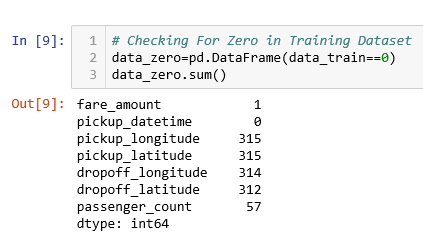 In [9]: 1 # Checking For Zero in Training Dataset
2 data_zero=pd.DataFrame(data_train==0)
3 data_zero.sum()
Out[9]: fare_amount 1
pickup_datetime 0
pickup_longitude 315
pickup_latitude 315
dropoff_longitude 314
dropoff_latitude 312
passenger_count 57
dtype: int64